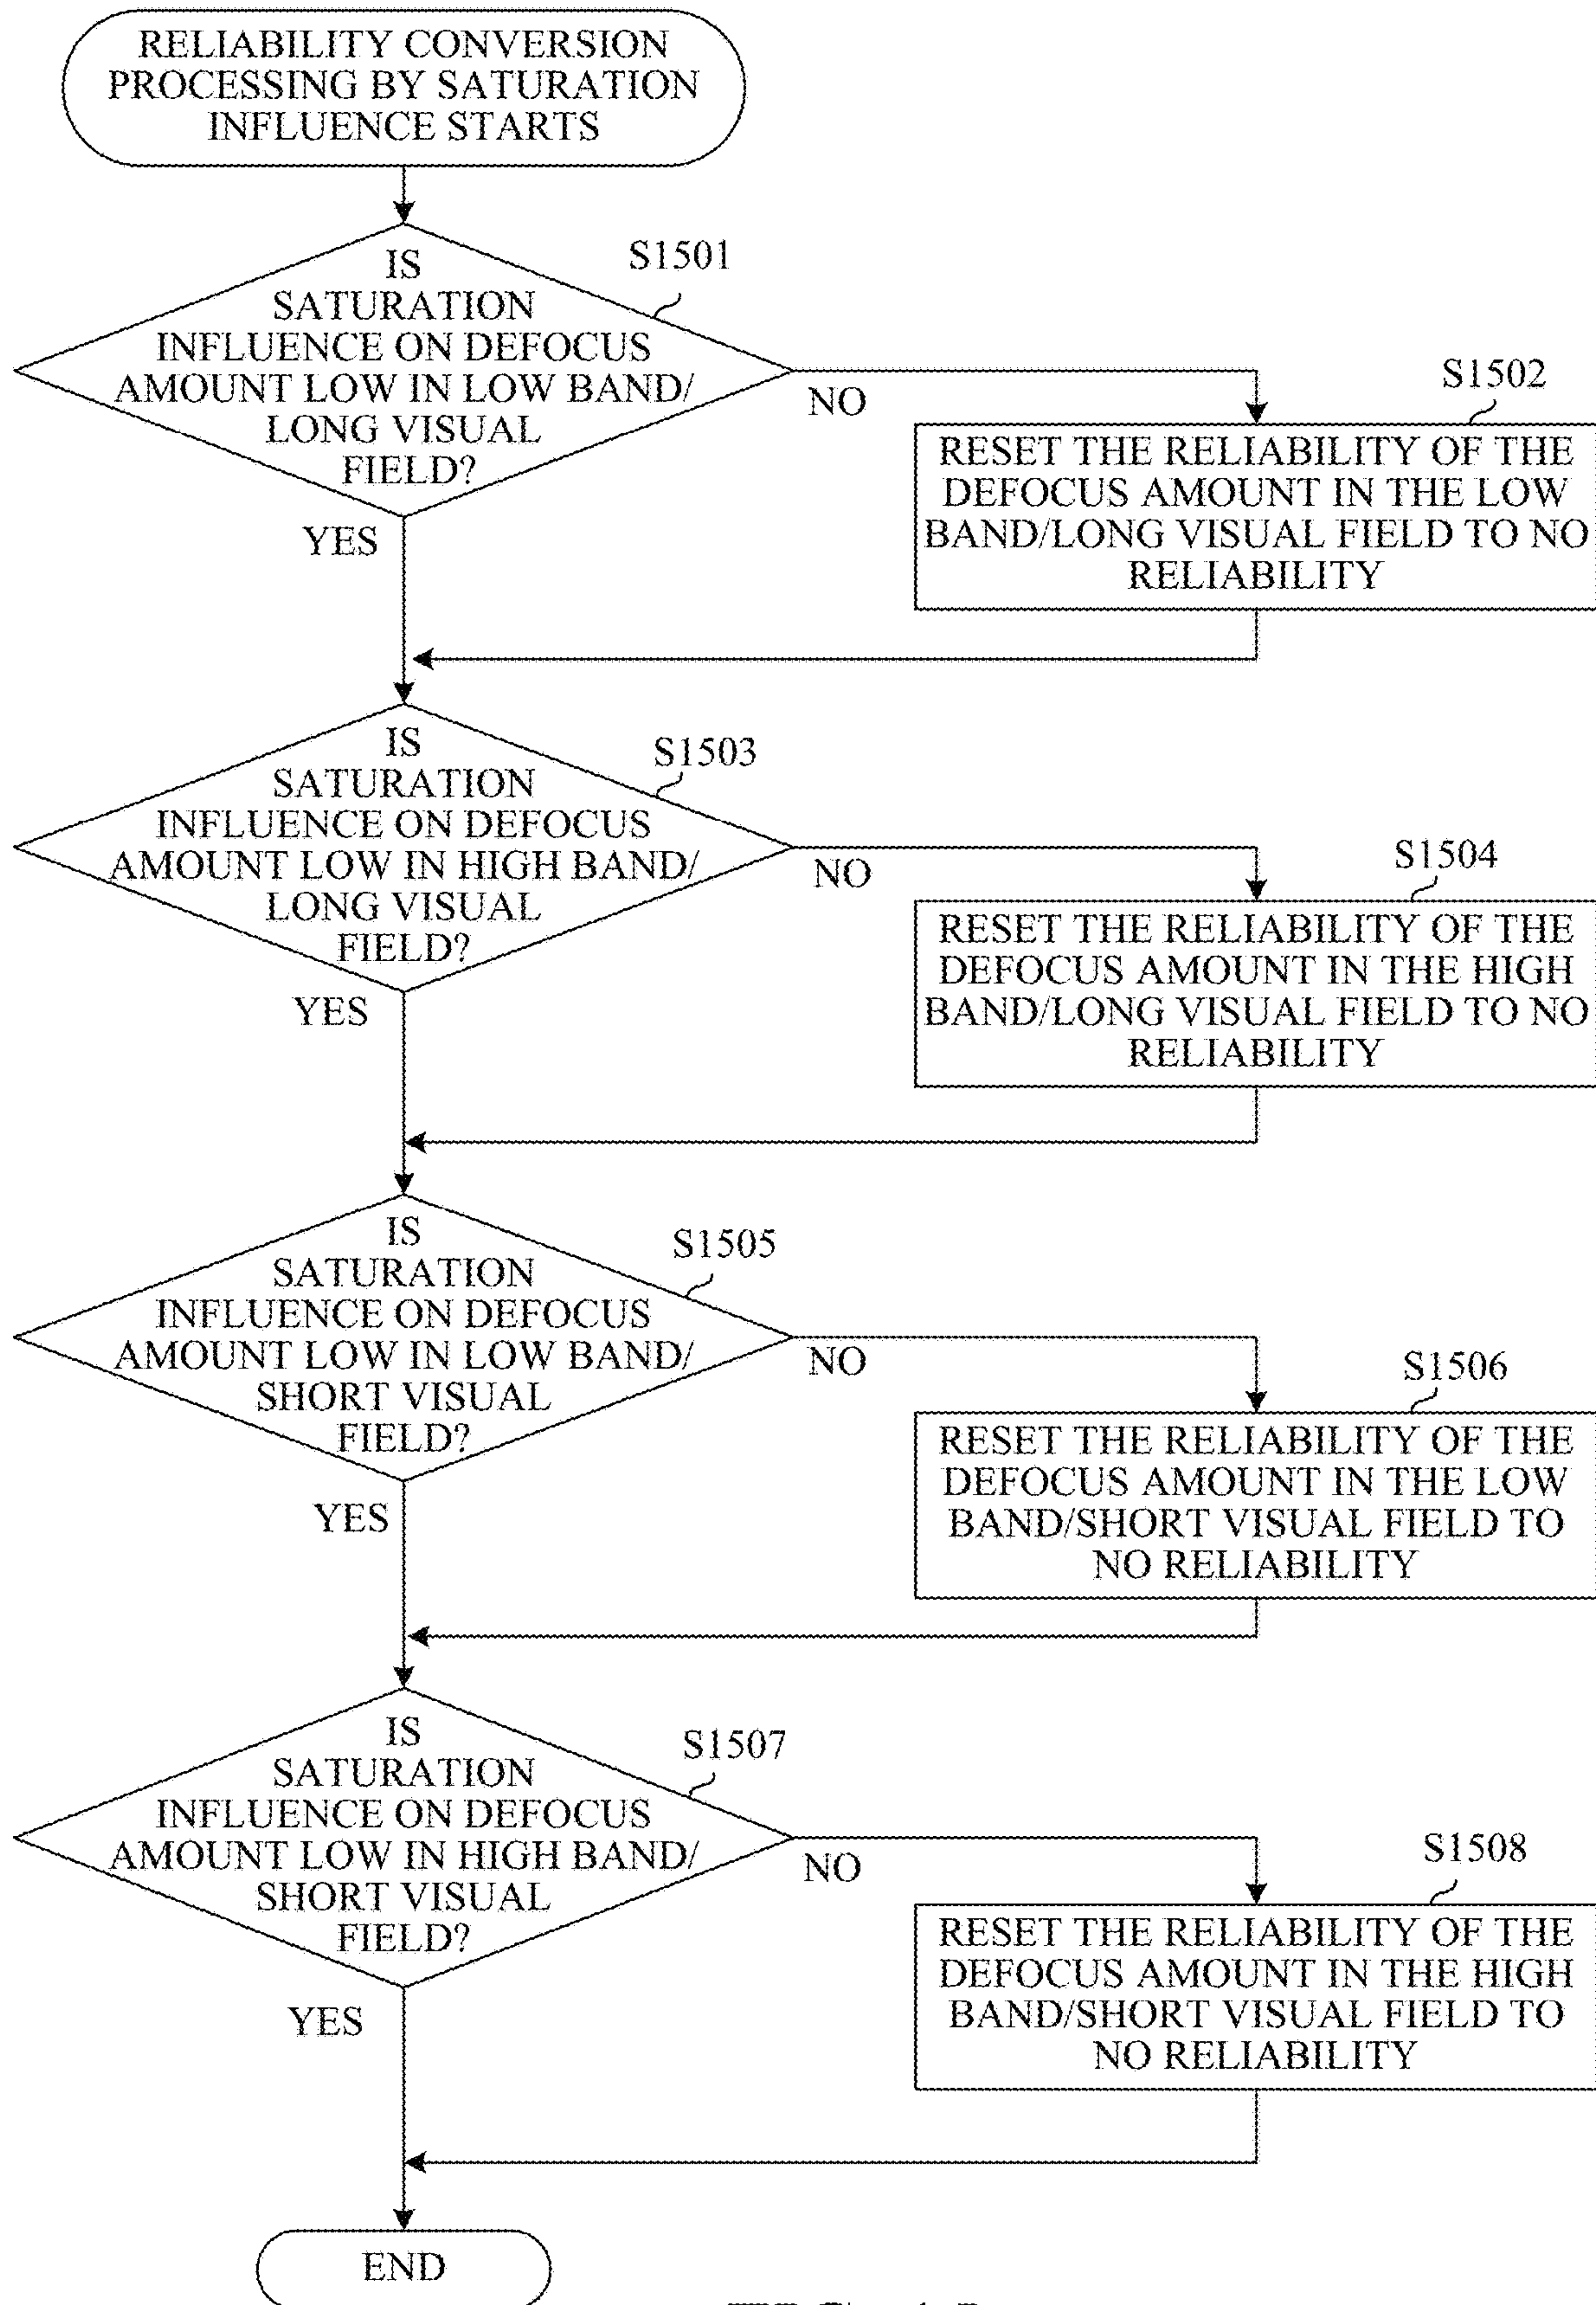 RELIABILITY CONVERSION
PROCESSING BY SATURATION
INFLUENCE STARTS
S1501
IS
SATURATION
INFLUENCE ON DEFOCUS
AMOUNT LOW IN LOW BAND/
LONG VISUAL
FIELD?
NO
YES
S1502
RESET THE RELIABILITY OF THE
DEFOCUS AMOUNT IN THE LOW
BAND/LONG VISUAL FIELD TO NO
RELIABILITY
S1503
IS
SATURATION
INFLUENCE ON DEFOCUS
AMOUNT LOW IN HIGH BAND/
LONG VISUAL
FIELD?
NO
YES
S1504
RESET THE RELIABILITY OF THE
DEFOCUS AMOUNT IN THE HIGH
BAND/LONG VISUAL FIELD TO NO
RELIABILITY
S1505
IS
SATURATION
INFLUENCE ON DEFOCUS
AMOUNT LOW IN LOW BAND/
SHORT VISUAL
FIELD?
NO
YES
S1506
RESET THE RELIABILITY OF THE
DEFOCUS AMOUNT IN THE LOW
BAND/SHORT VISUAL FIELD TO
NO RELIABILITY
S1507
IS
SATURATION
INFLUENCE ON DEFOCUS
AMOUNT LOW IN HIGH BAND/
SHORT VISUAL
FIELD?
NO
YES
S1508
RESET THE RELIABILITY OF THE
DEFOCUS AMOUNT IN THE HIGH
BAND/SHORT VISUAL FIELD TO
NO RELIABILITY
END